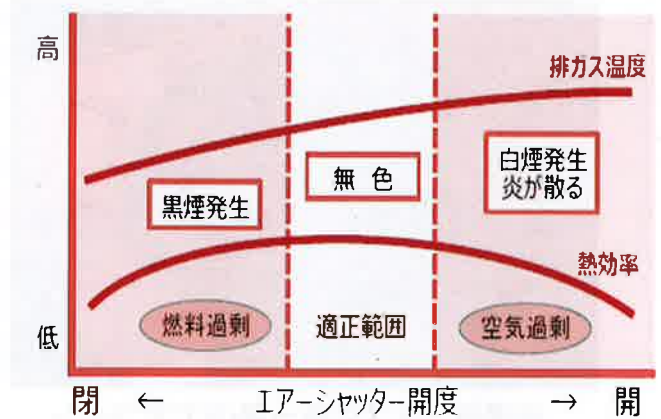 高
排ガス温度
黒煙発生
無色
白煙発生
炎が散る
熱効率
燃料過剰
適正範囲
空気過剰
低
閉 ← エアーシャッター開度 → 開